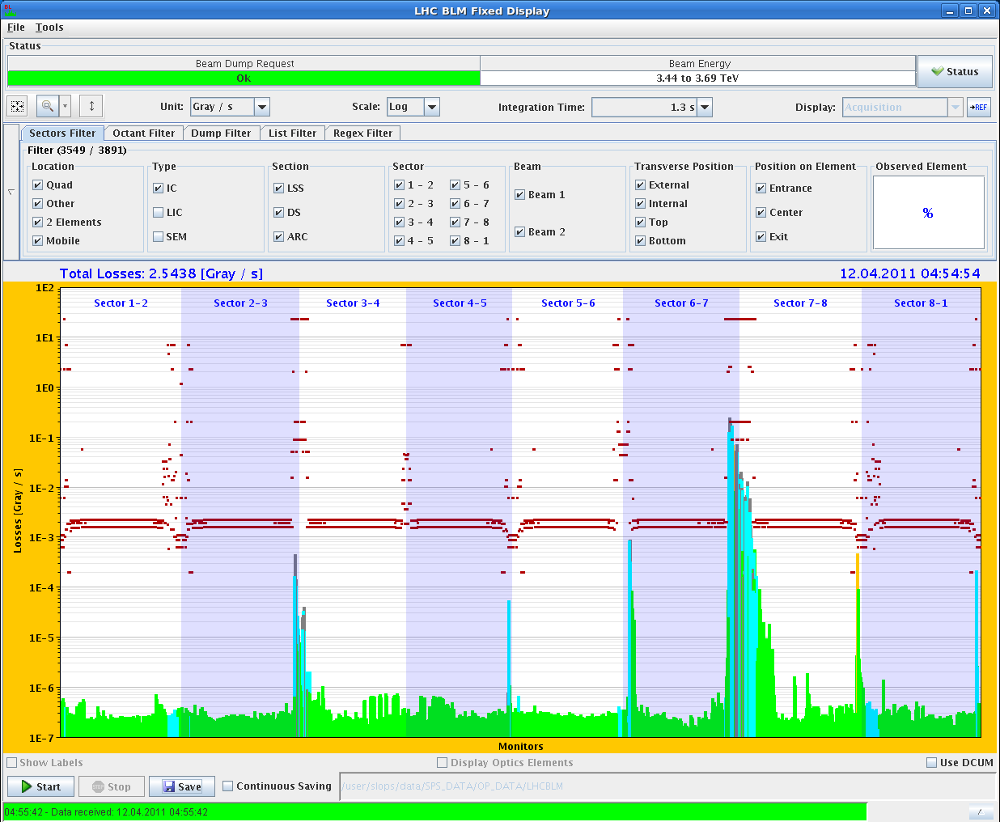 BL
LHC BLM Fixed Display
File Tools
Status
Beam Dump Request Beam Energy
Ok 3.44 to 3.69 TeV
Status
Unit: Gray / s Scale: Log Integration Time: 1.3 s Display: Acquisition REF
Sectors Filter Octant Filter Dump Filter List Filter Regex Filter
Filter (3549 / 3891)
Location Type Section Sector Beam Transverse Position Position on Element Observed Element
Quad IC LSS 1 - 2 5 - 6 Beam 1 External Entrance
Other LIC DS 2 - 3 6 - 7 Internal Center %
2 Elements SEM ARC 3 - 4 7 - 8 Beam 2 Top Exit
Mobile 4 - 5 8 - 1 Bottom
Total Losses: 2.5438 [Gray / s] 12.04.2011 04:54:54
1E2
Sector 1-2 Sector 2-3 Sector 3-4 Sector 4-5 Sector 5-6 Sector 6-7 Sector 7-8 Sector 8-1
1E1
1E0
1E-1
1E-2
1E-3
1E-4
1E-5
1E-6
1E-7
Losses [Gray / s]
Monitors
Show Labels Display Optics Elements Use DCUM
Start STOP Stop Save Continuous Saving /user/slops/data/SPS_DATA/OP_DATA/LHCBLM
04:55:42 - Data received: 12.04.2011 04:55:42